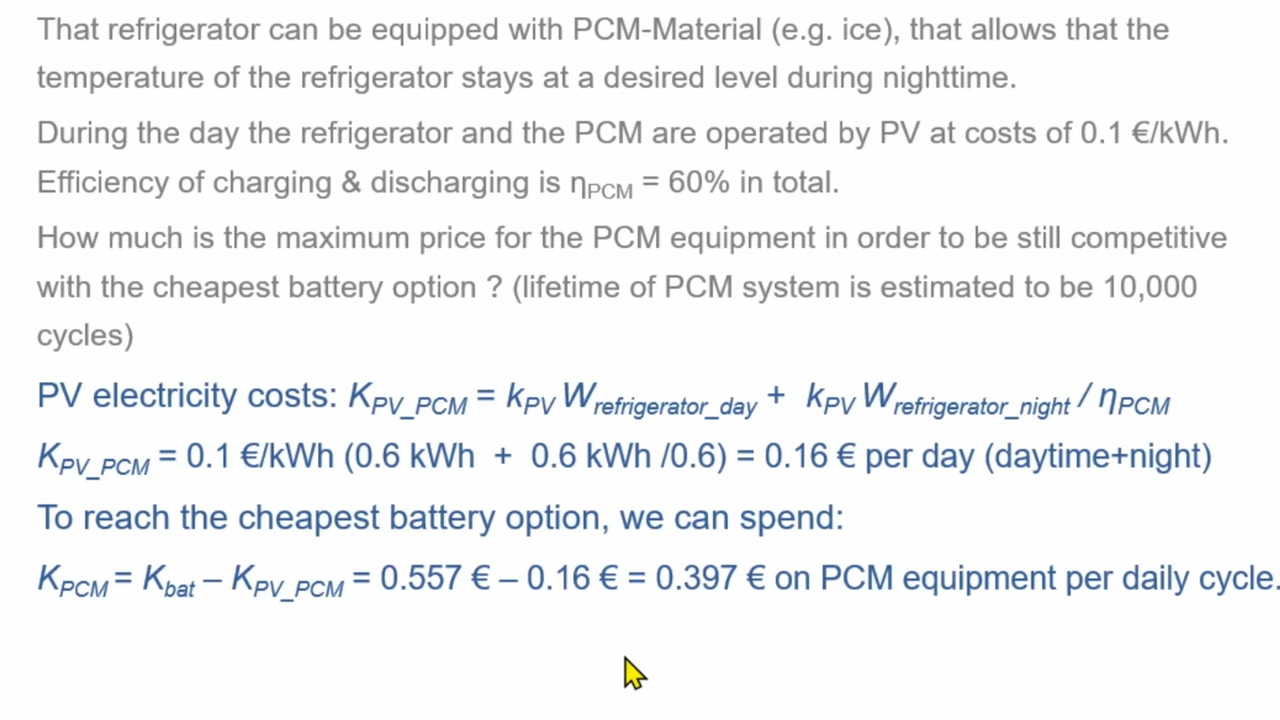 That refrigerator can be equipped with PCM-Material (e.g. ice), that allows that the
temperature of the refrigerator stays at a desired level during nighttime.
During the day the refrigerator and the PCM are operated by PV at costs of 0.1 €/kWh.
Efficiency of charging & discharging is ηPCM = 60% in total.
How much is the maximum price for the PCM equipment in order to be still competitive
with the cheapest battery option ? (lifetime of PCM system is estimated to be 10,000
cycles)
PV electricity costs: KPV_PCM = kPV Wrefrigerator_day + kPV Wrefrigerator_night / ηPCM
KPV_PCM = 0.1 €/kWh (0.6 kWh + 0.6 kWh /0.6) = 0.16 € per day (daytime+night)
To reach the cheapest battery option, we can spend:
KPCM = Kbat – KPV_PCM = 0.557 € – 0.16 € = 0.397 € on PCM equipment per daily cycle.